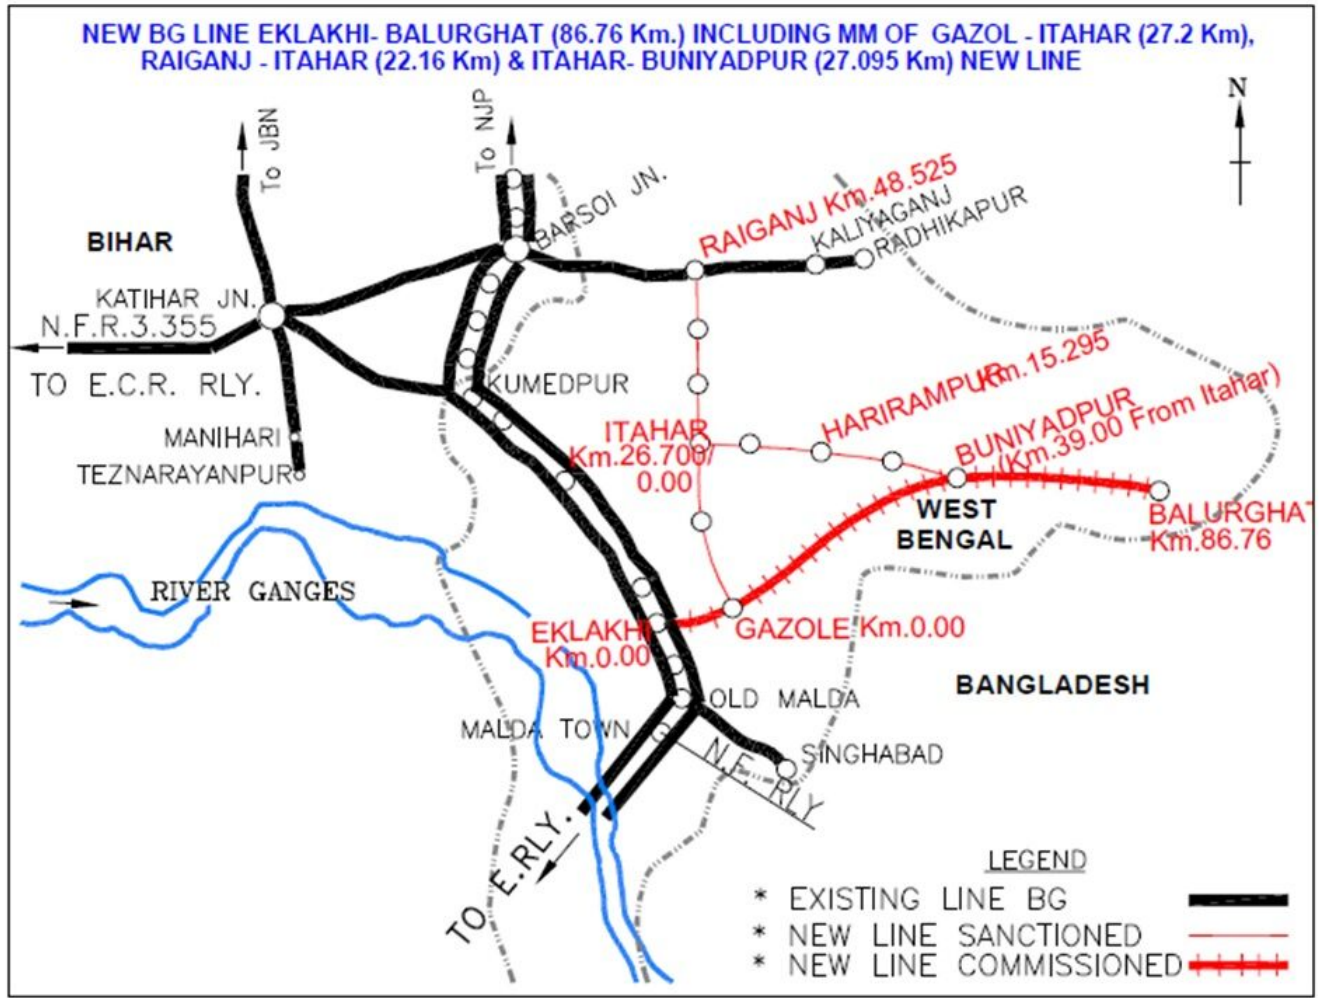 NEW BG LINE EKLAKHI- BALURGHAT (86.76 Km.) INCLUDING MM OF GAZOL - ITAHAR (27.2 Km),
RAIGANJ - ITAHAR (22.16 Km) & ITAHAR- BUNIYADPUR (27.095 Km) NEW LINE
N
To JBN
To NJP
BARSOI JN.
RAIGANJ Km.48.525
KALIYAGANJ
RADHIKAPUR
BIHAR
KATIHAR JN.
N.F.R.3.355
TO E.C.R. RLY.
KUMEDPUR
MANIHARI
TEZNARAYANPUR
ITAHAR
Km.26.700/
0.00
HARIRAMPUR Km.15.295
BUNIYADPUR
(Km.39.00 From Itahar)
WEST
BENGAL
BALURGHAT
Km.86.76
RIVER GANGES
EKLAKHI
Km.0.00
GAZOLE Km.0.00
BANGLADESH
OLD MALDA
MALDA TOWN
SINGHABAD
N.F. RLY
TO E.RLY.
LEGEND
* EXISTING LINE BG
* NEW LINE SANCTIONED
* NEW LINE COMMISSIONED